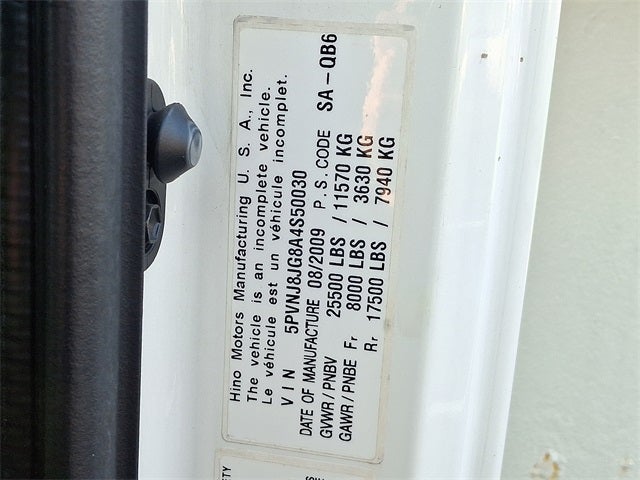 Hino Motors Manufacturing U. S. A., Inc.
The vehicle is an incomplete vehicle.
Le véhicule est un véhicule incomplet.
VIN 5PVNJ8JG8A4S50030
DATE OF MANUFACTURE 08/2009 P.S.CODE SA-QB6
GVWR/PNBV 25500 LBS / 11570 KG
GAWR/PNBE Fr 8000 LBS / 3630 KG
Rr 17500 LBS / 7940 KG